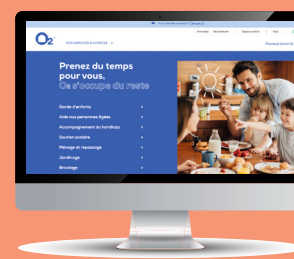 O2
NOS SERVICES À DOMICILE
Prenez du temps
pour vous,
O2 s'occupe du reste
Garde d'enfants
Aide aux personnes âgées
Accompagnement du handicap
Soutien scolaire
Ménage et repassage
Jardinage
Bricolage